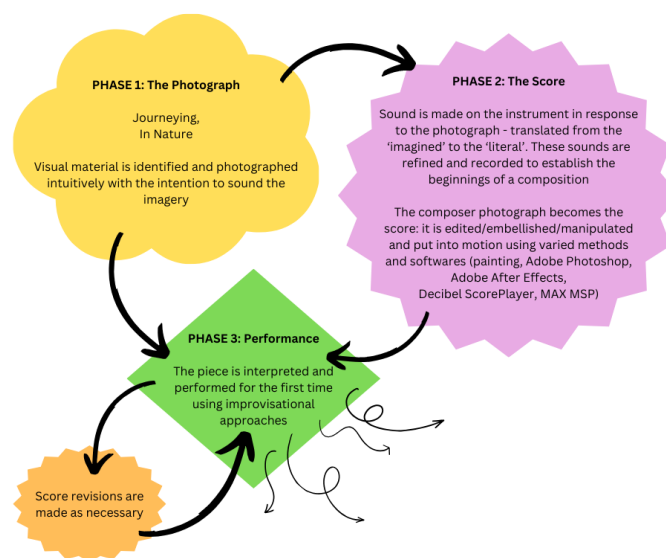 PHASE 1: The Photograph
Journeying,
In Nature
Visual material is identified and photographed
intuitively with the intention to sound the
imagery
PHASE 2: The Score
Sound is made on the instrument in response
to the photograph - translated from the
‘imagined’ to the ‘literal’. These sounds are
refined and recorded to establish the
beginnings of a composition
The composer photograph becomes the
score: it is edited/embellished/manipulated
and put into motion using varied methods
and softwares (painting, Adobe Photoshop,
Adobe After Effects,
Decibel ScorePlayer, MAX MSP)
PHASE 3: Performance
The piece is interpreted and
performed for the first time
using improvisational
approaches
Score revisions are
made as necessary